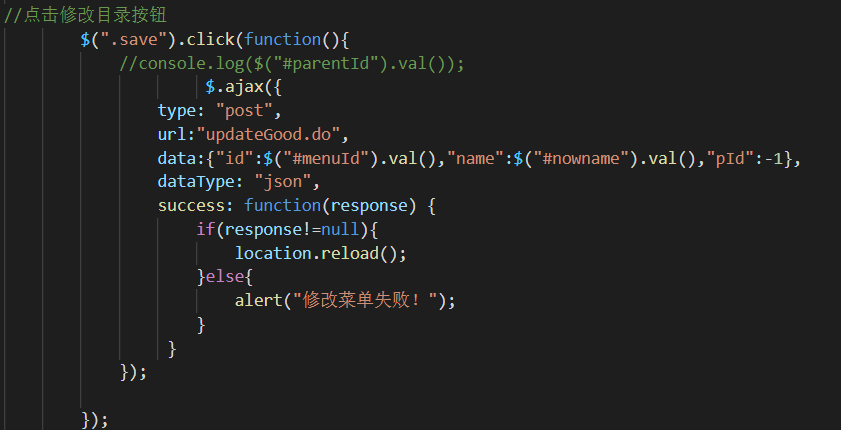 //点击修改目录按钮
$(".save").click(function(){
//console.log($("#parentId").val());
$.ajax({
type: "post",
url:"updateGood.do",
data:{"id":$("#menuId").val(),"name":$("#nowname").val(),"pId":-1},
dataType: "json",
success: function(response) {
if(response!=null){
location.reload();
}else{
alert("修改菜单失败！");
}
}
});
});